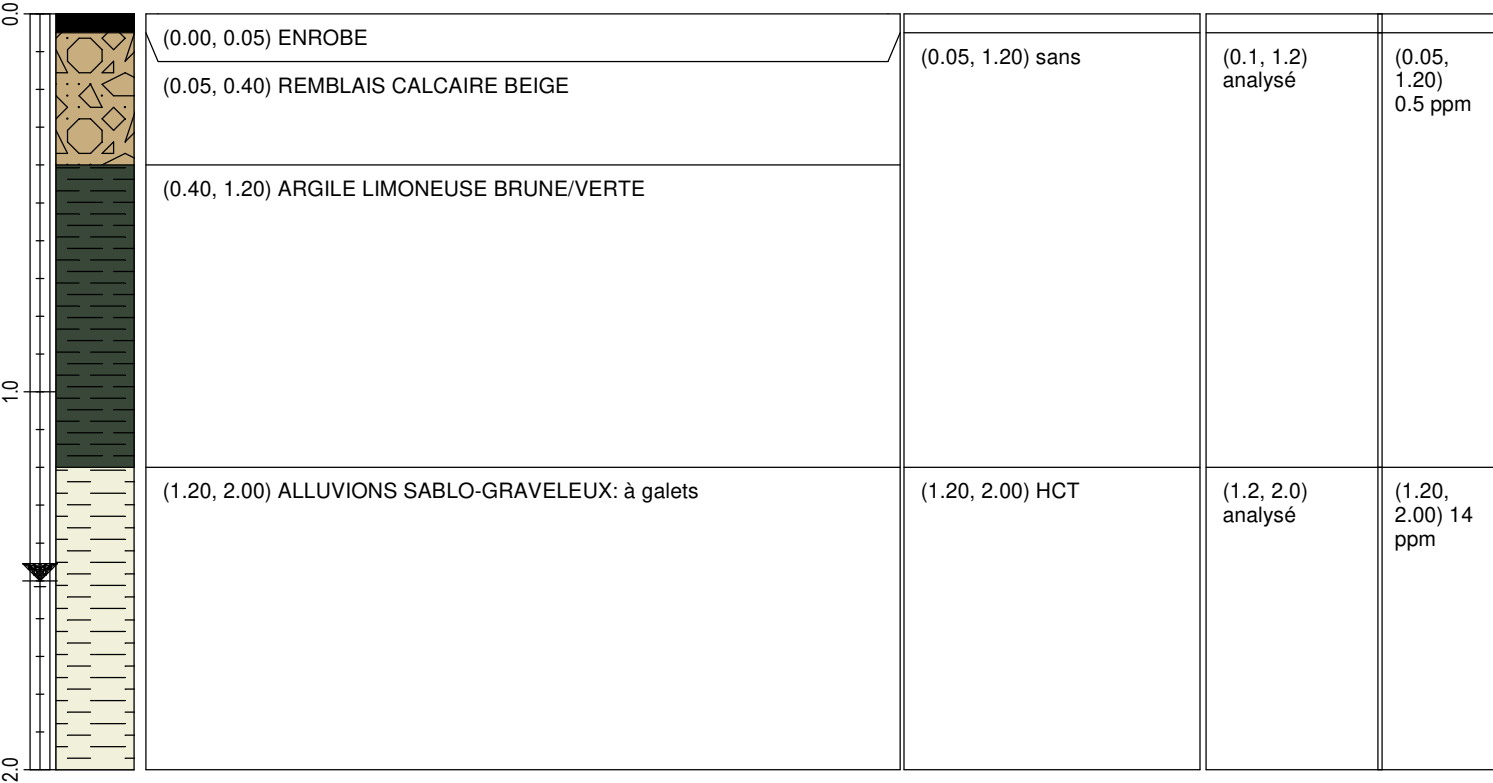 0.0
(0.00, 0.05) ENROBE
(0.05, 0.40) REMBLAIS CALCAIRE BEIGE
(0.05, 1.20) sans
(0.1, 1.2)
analysé
(0.05,
1.20)
0.5 ppm
(0.40, 1.20) ARGILE LIMONEUSE BRUNE/VERTE
1.0
(1.20, 2.00) ALLUVIONS SABLO-GRAVELEUX: à galets
(1.20, 2.00) HCT
(1.2, 2.0)
analysé
(1.20,
2.00) 14
ppm
2.0